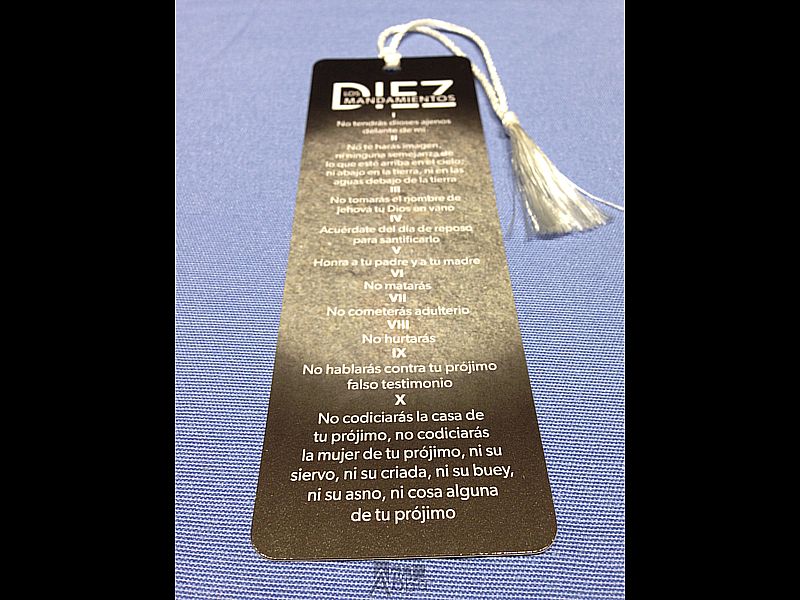 LOS DIEZ
MANDAMIENTOS
I
No tendrás dioses ajenos
delante de mi
II
No te harás imagen,
ni ninguna semejanza de
lo que esté arriba en el cielo,
ni abajo en la tierra, ni en las
aguas debajo de la tierra
III
No tomarás el nombre de
Jehová tu Dios en vano
IV
Acuérdate del día de reposo
para santificarlo
V
Honra a tu padre y a tu madre
VI
No matarás
VII
No cometerás adulterio
VIII
No hurtarás
IX
No hablarás contra tu prójimo
falso testimonio
X
No codiciarás la casa de
tu prójimo, no codiciarás
la mujer de tu prójimo, ni su
siervo, ni su criada, ni su buey,
ni su asno, ni cosa alguna
de tu prójimo